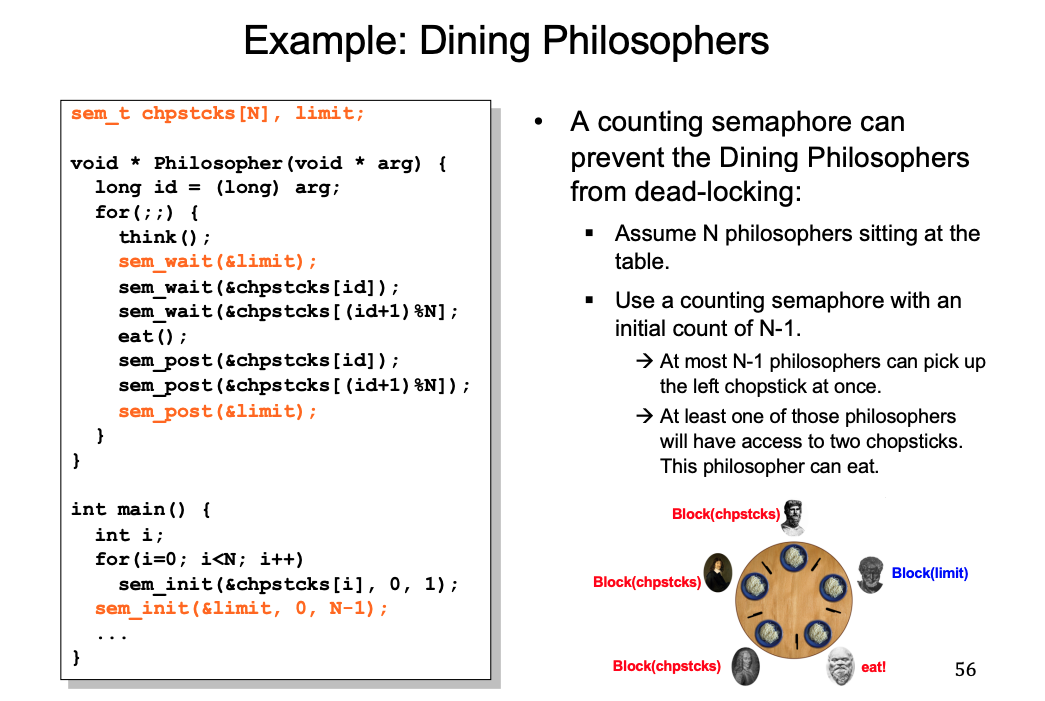 Example: Dining Philosophers
sem_t chpstcks[N], limit;
void * Philosopher(void * arg) {
long id = (long) arg;
for(;;) {
think();
sem_wait(&limit);
sem_wait(&chpstcks[id]);
sem_wait(&chpstcks[(id+1)%N];
eat();
sem_post(&chpstcks[id]);
sem_post(&chpstcks[(id+1)%N]);
sem_post(&limit);
}
}
int main() {
int i;
for(i=0; i<N; i++)
sem_init(&chpstcks[i], 0, 1);
sem_init(&limit, 0, N-1);
...
}
• A counting semaphore can
prevent the Dining Philosophers
from dead-locking:
▪ Assume N philosophers sitting at the
table.
▪ Use a counting semaphore with an
initial count of N-1.
→ At most N-1 philosophers can pick up
the left chopstick at once.
→ At least one of those philosophers
will have access to two chopsticks.
This philosopher can eat.
Block(chpstcks)
Block(limit)
Block(chpstcks)
Block(chpstcks)
eat!
56